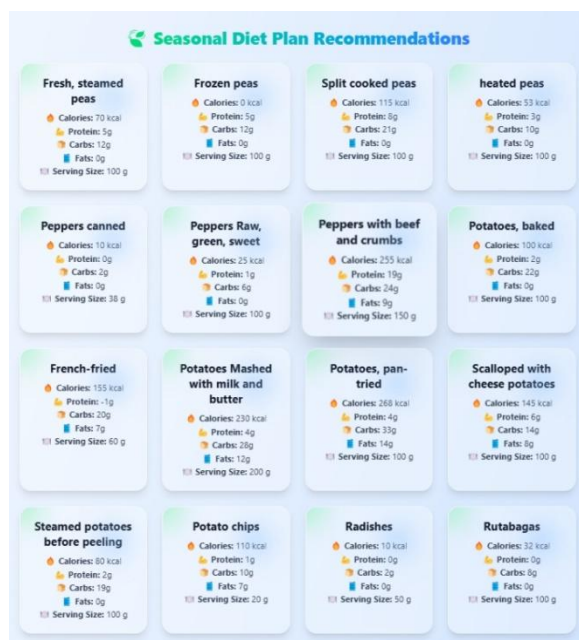 Seasonal Diet Plan Recommendations
Fresh, steamed
peas
Calories: 70 kcal
Protein: 5g
Carbs: 12g
Fats: 0g
Serving Size: 100 g
Frozen peas
Calories: 0 kcal
Protein: 5g
Carbs: 12g
Fats: 0g
Serving Size: 100 g
Split cooked peas
Calories: 115 kcal
Protein: 8g
Carbs: 21g
Fats: 0g
Serving Size: 100 g
heated peas
Calories: 53 kcal
Protein: 3g
Carbs: 10g
Fats: 0g
Serving Size: 100 g
Peppers canned
Calories: 10 kcal
Protein: 0g
Carbs: 2g
Fats: 0g
Serving Size: 38 g
Peppers Raw,
green, sweet
Calories: 25 kcal
Protein: 1g
Carbs: 6g
Fats: 0g
Serving Size: 100 g
Peppers with beef
and crumbs
Calories: 255 kcal
Protein: 19g
Carbs: 24g
Fats: 9g
Serving Size: 150 g
Potatoes, baked
Calories: 100 kcal
Protein: 2g
Carbs: 22g
Fats: 0g
Serving Size: 100 g
French-fried
Calories: 155 kcal
Protein: -1g
Carbs: 20g
Fats: 7g
Serving Size: 60 g
Potatoes Mashed
with milk and
butter
Calories: 230 kcal
Protein: 4g
Carbs: 28g
Fats: 12g
Serving Size: 200 g
Potatoes, pan-
tried
Calories: 268 kcal
Protein: 4g
Carbs: 33g
Fats: 14g
Serving Size: 100 g
Scalloped with
cheese potatoes
Calories: 145 kcal
Protein: 6g
Carbs: 14g
Fats: 8g
Serving Size: 100 g
Steamed potatoes
before peeling
Calories: 80 kcal
Protein: 2g
Carbs: 19g
Fats: 0g
Serving Size: 100 g
Potato chips
Calories: 110 kcal
Protein: 1g
Carbs: 10g
Fats: 7g
Serving Size: 20 g
Radishes
Calories: 10 kcal
Protein: 0g
Carbs: 2g
Fats: 0g
Serving Size: 50 g
Rutabagas
Calories: 32 kcal
Protein: 0g
Carbs: 8g
Fats: 0g
Serving Size: 100 g